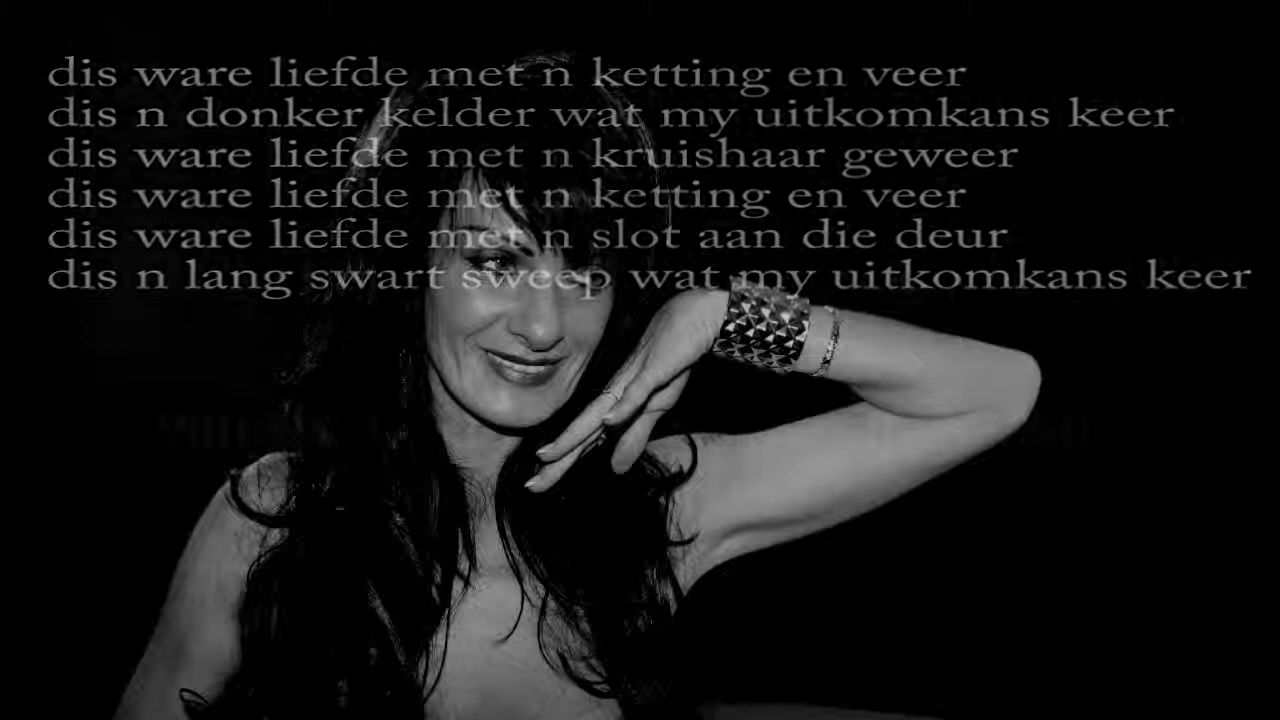 dis ware liefde met n ketting en veer
dis n donker kelder wat my uitkomkans keer
dis ware liefde met n kruishaar geweer
dis ware liefde met n ketting en veer
dis ware liefde met n slot aan die deur
dis n lang swart sweep wat my uitkomkans keer